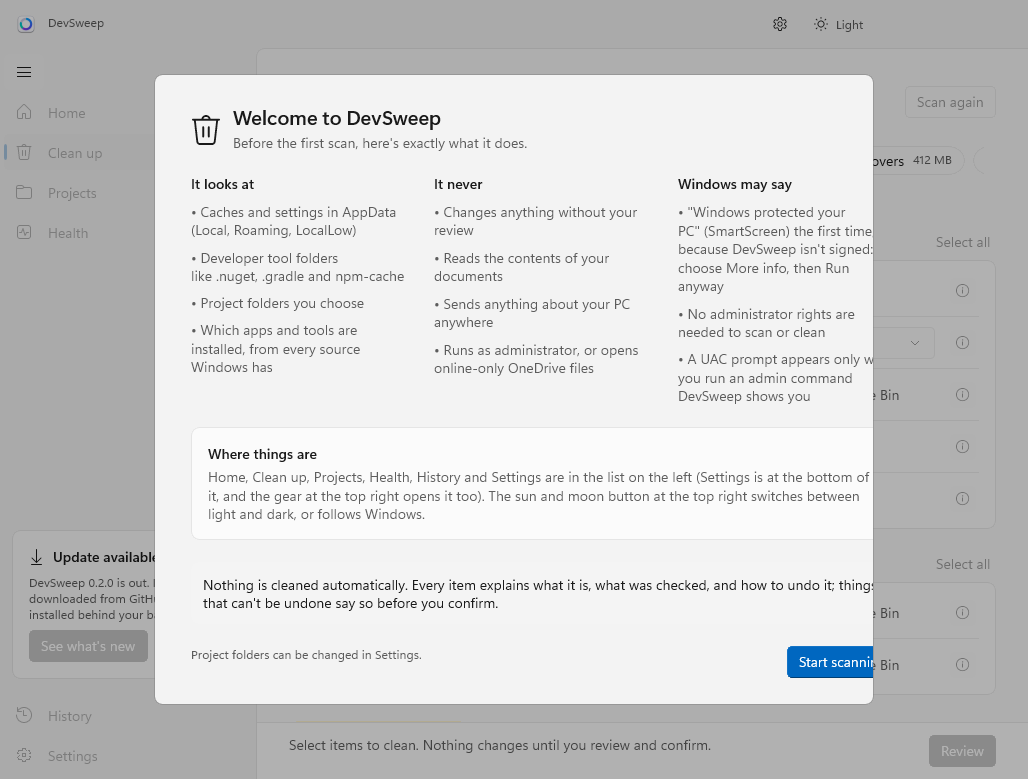 DevSweep
Light
Home
Clean up
Projects
Health
Scan again
overs 412 MB
Select all
Welcome to DevSweep
Before the first scan, here's exactly what it does.
It looks at
• Caches and settings in AppData
(Local, Roaming, LocalLow)
• Developer tool folders
like .nuget, .gradle and npm-cache
• Project folders you choose
• Which apps and tools are
installed, from every source
Windows has
It never
• Changes anything without your
review
• Reads the contents of your
documents
• Sends anything about your PC
anywhere
• Runs as administrator, or opens
online-only OneDrive files
Windows may say
• "Windows protected your
PC" (SmartScreen) the first time,
because DevSweep isn't signed:
choose More info, then Run
anyway
• No administrator rights are
needed to scan or clean
• A UAC prompt appears only w
you run an admin command
DevSweep shows you
Where things are
Home, Clean up, Projects, Health, History and Settings are in the list on the left (Settings is at the bottom of
it, and the gear at the top right opens it too). The sun and moon button at the top right switches between
light and dark, or follows Windows.
Nothing is cleaned automatically. Every item explains what it is, what was checked, and how to undo it; things
that can't be undone say so before you confirm.
Project folders can be changed in Settings.
Start scannin
e Bin
Select all
e Bin
e Bin
Update available
DevSweep 0.2.0 is out.
downloaded from GitHu
installed behind your ba
See what's new
History
Settings
Select items to clean. Nothing changes until you review and confirm.
Review